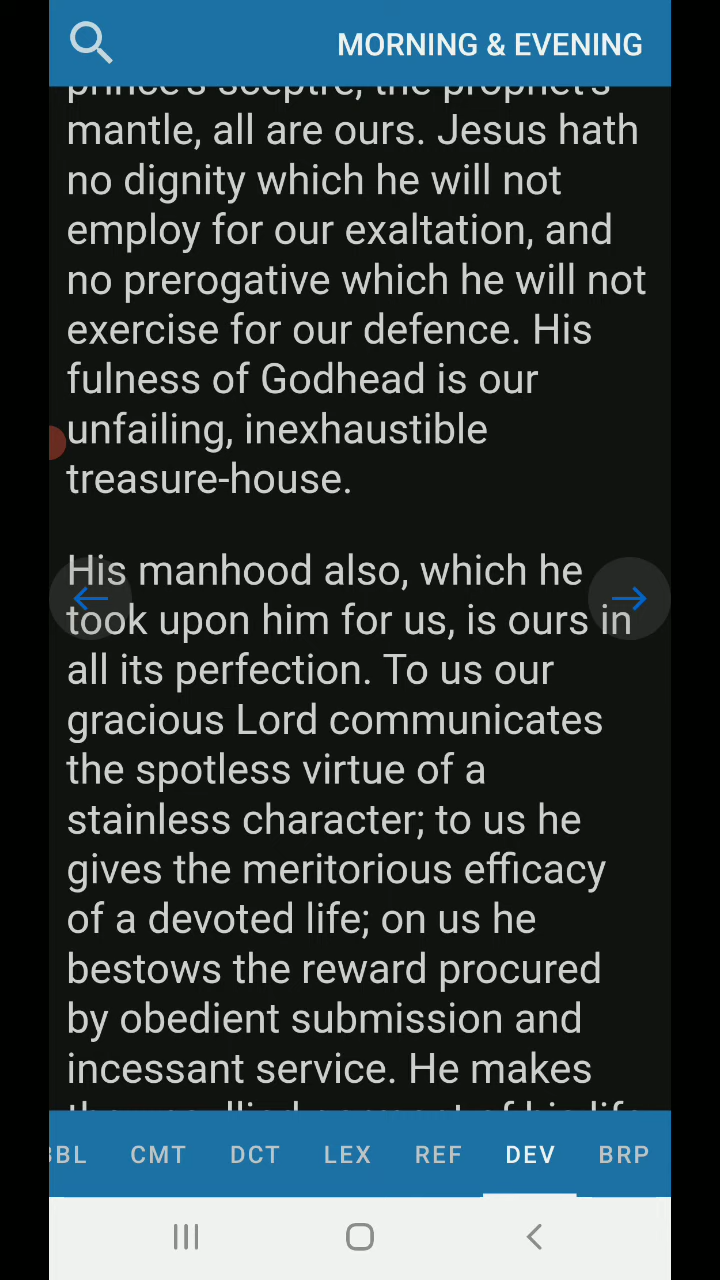 MORNING & EVENING
prince's sceptre, the prophet's
mantle, all are ours. Jesus hath
no dignity which he will not
employ for our exaltation, and
no prerogative which he will not
exercise for our defence. His
fulness of Godhead is our
unfailing, inexhaustible
treasure-house.
His manhood also, which he
took upon him for us, is ours in
all its perfection. To us our
gracious Lord communicates
the spotless virtue of a
stainless character; to us he
gives the meritorious efficacy
of a devoted life; on us he
bestows the reward procured
by obedient submission and
incessant service. He makes
BBL CMT DCT LEX REF DEV BRP